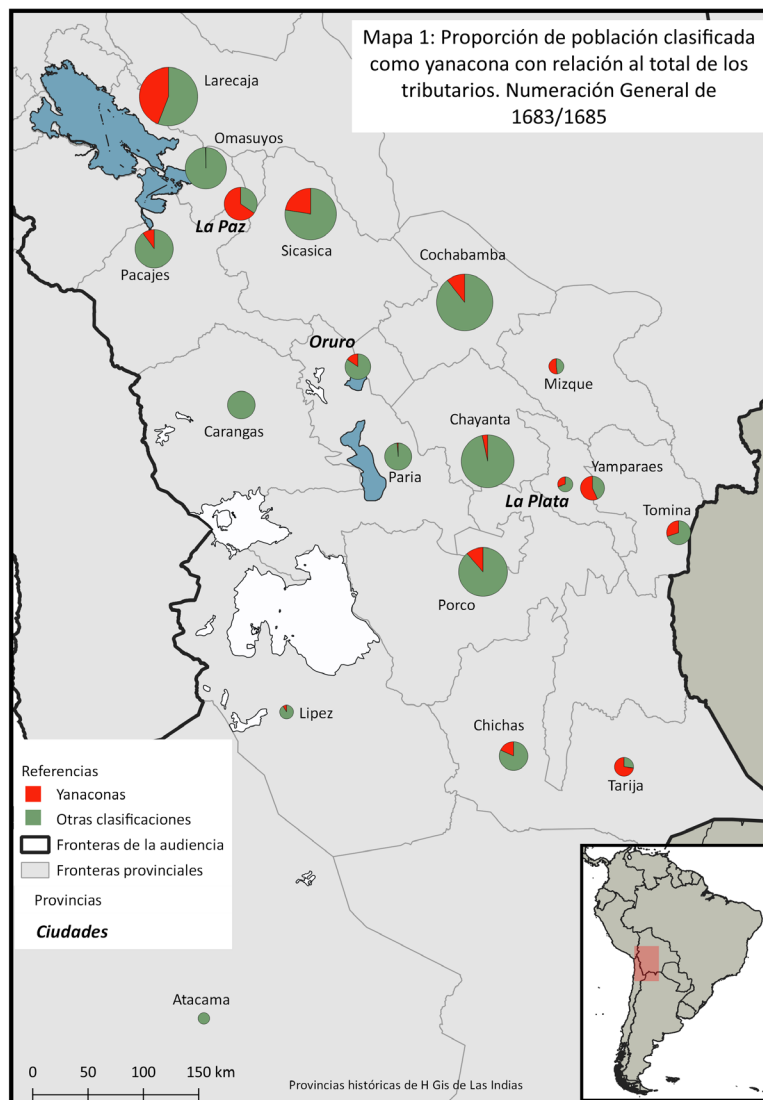 Mapa 1: Proporción de población clasificada
como yanacona con relación al total de los
tributarios. Numeración General de
1683/1685
Larecaja
Omasuyos
La Paz
Sicasica
Pacajes
Cochabamba
Oruro
Mizque
Carangas
Chayanta
Paria
Yamparaes
La Plata
Tomina
Porco
Lipez
Chichas
Tarija
Referencias
Yanaconas
Otras clasificaciones
Fronteras de la audiencia
Fronteras provinciales
Provincias
Ciudades
Atacama
0 50 100 150 km
Provincias históricas de H Gis de Las Indias